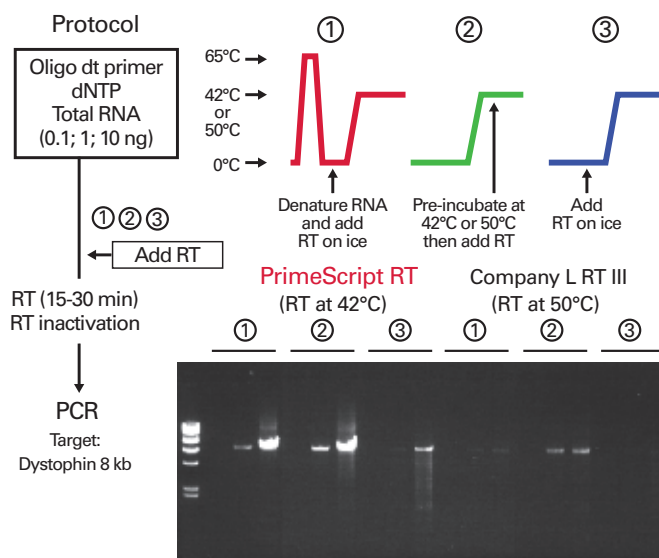 Protocol
Oligo dt primer
dNTP
Total RNA
(0.1; 1; 10 ng)
① ② ③
Add RT
RT (15-30 min)
RT inactivation
PCR
Target:
Dystophin 8 kb
① ② ③
65°C
42°C
or
50°C
0°C
Denature RNA
and add
RT on ice
Pre-incubate at
42°C or 50°C
then add RT
Add
RT on ice
PrimeScript RT
(RT at 42°C)
Company L RT III
(RT at 50°C)
① ② ③ ① ② ③